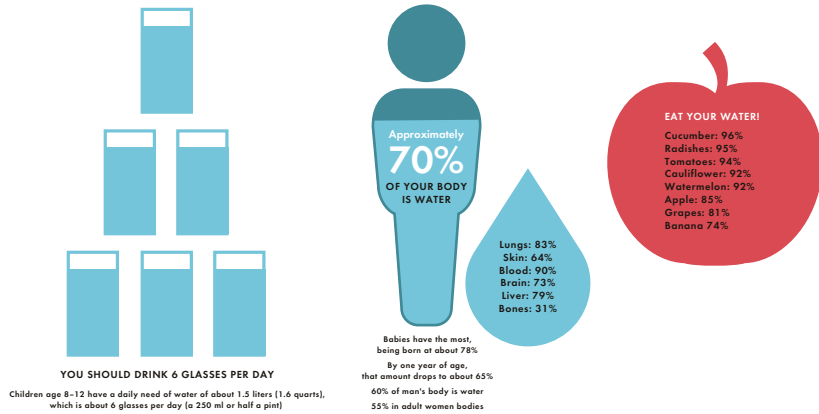 YOU SHOULD DRINK 6 GLASSES PER DAY
Children age 8–12 have a daily need of water of about 1.5 liters (1.6 quarts),
which is about 6 glasses per day (a 250 ml or half a pint)
Approximately
70%
OF YOUR BODY
IS WATER
Babies have the most,
being born at about 78%
By one year of age,
that amount drops to about 65%
60% of man's body is water
55% in adult women bodies
Lungs: 83%
Skin: 64%
Blood: 90%
Brain: 73%
Liver: 79%
Bones: 31%
EAT YOUR WATER!
Cucumber: 96%
Radishes: 95%
Tomatoes: 94%
Cauliflower: 92%
Watermelon: 92%
Apple: 85%
Grapes: 81%
Banana 74%